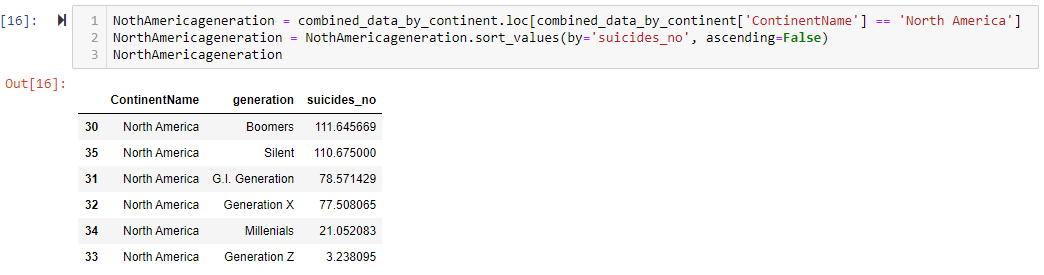 [16]:
1 NothAmericageneration = combined_data_by_continent.loc[combined_data_by_continent['ContinentName'] == 'North America']
2 NorthAmericageneration = NothAmericageneration.sort_values(by='suicides_no', ascending=False)
3 NorthAmericageneration
Out[16]:
ContinentName generation suicides_no
30 North America Boomers 111.645669
35 North America Silent 110.675000
31 North America G.I. Generation 78.571429
32 North America Generation X 77.508065
34 North America Millenials 21.052083
33 North America Generation Z 3.238095